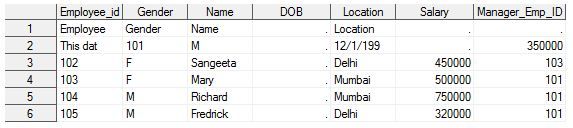 Employee_id Gender Name DOB Location Salary Manager_Emp_ID
1 Employee Gender Name . Location . .
2 This dat 101 M . 12/1/199 . 350000
3 102 F Sangeeta . Delhi 450000 103
4 103 F Mary . Mumbai 500000 101
5 104 M Richard . Mumbai 750000 101
6 105 M Fredrick . Delhi 320000 101